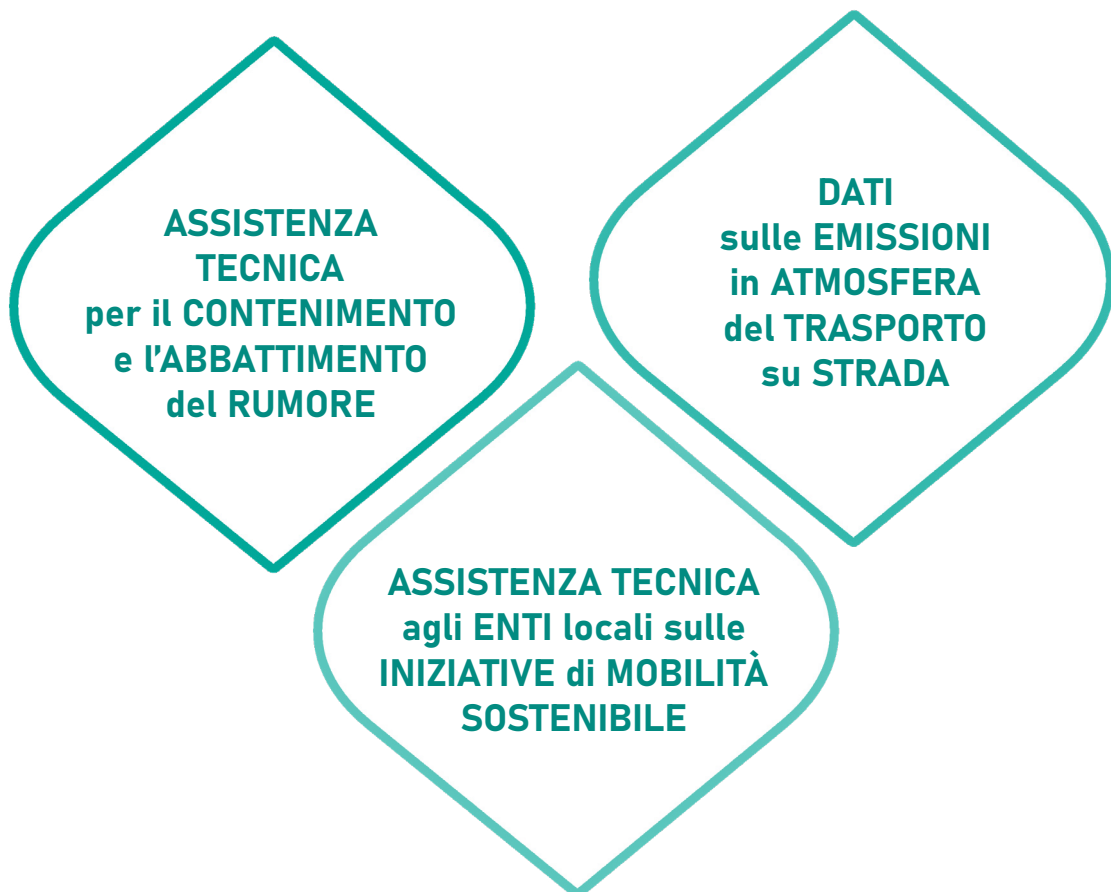 ASSISTENZA
TECNICA
per il CONTENIMENTO
e l'ABBATTIMENTO
del RUMORE
DATI
sulle EMISSIONI
in ATMOSFERA
del TRASPORTO
su STRADA
ASSISTENZA TECNICA
agli ENTI locali sulle
INIZIATIVE di MOBILITÀ
SOSTENIBILE